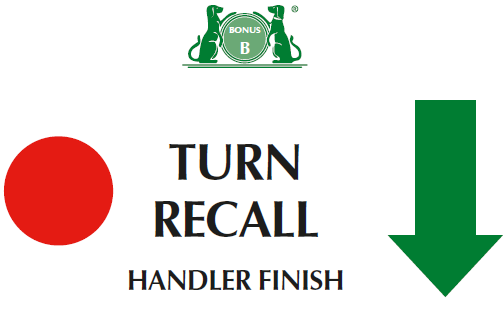 BONUS
B
®
TURN
RECALL
HANDLER FINISH